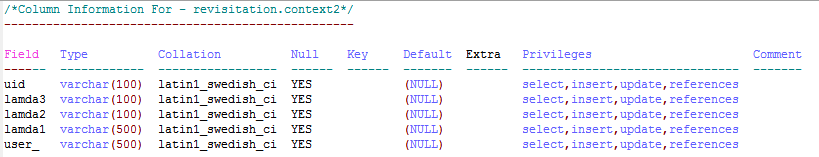 /*Column Information For - revisitation.context2*/
--------------------------------------------------
Field   Type          Collation          Null    Key     Default  Extra   Privileges                       Comment
------  ------------  -----------------  ------  ------  -------  ------  -------------------------------  -------
uid     varchar(100)  latin1_swedish_ci  YES             (NULL)           select,insert,update,references
lamda3  varchar(100)  latin1_swedish_ci  YES             (NULL)           select,insert,update,references
lamda2  varchar(100)  latin1_swedish_ci  YES             (NULL)           select,insert,update,references
lamda1  varchar(500)  latin1_swedish_ci  YES             (NULL)           select,insert,update,references
user_   varchar(500)  latin1_swedish_ci  YES             (NULL)           select,insert,update,references